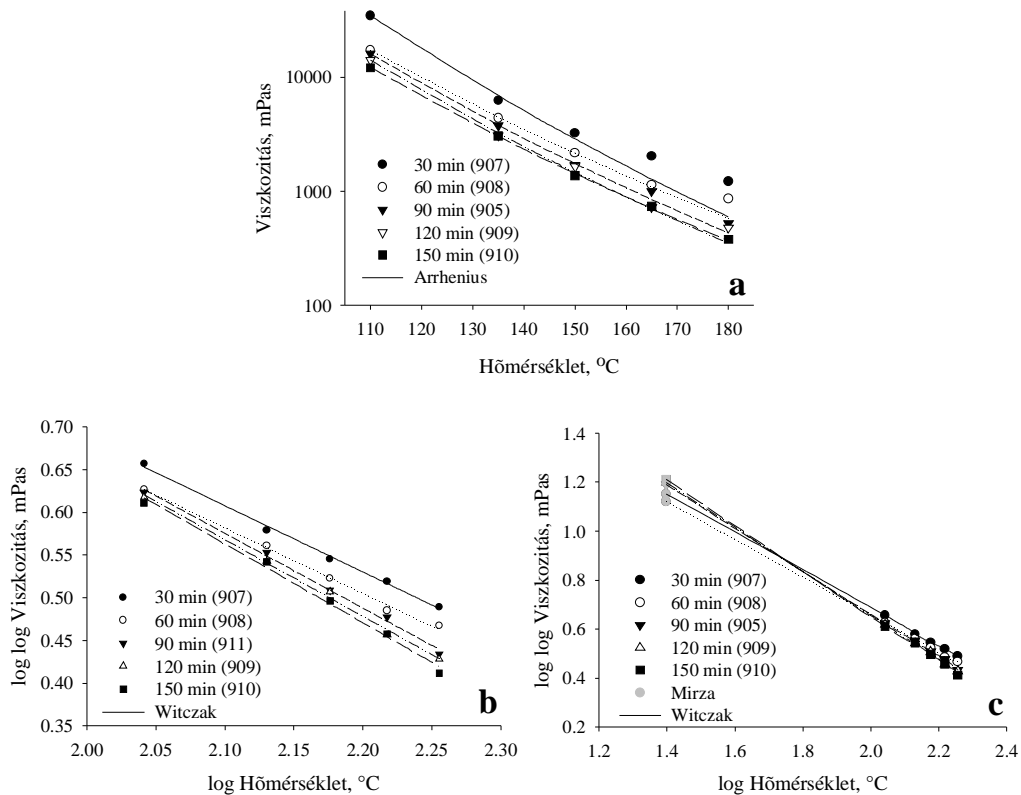 10000
1000
100
Viszkozitás, mPas
30 min (907)
60 min (908)
90 min (905)
120 min (909)
150 min (910)
Arrhenius
a
110 120 130 140 150 160 170 180
Hõmérséklet, ºC
0.70
0.65
0.60
0.55
0.50
0.45
0.40
0.35
log log Viszkozitás, mPas
30 min (907)
60 min (908)
90 min (911)
120 min (909)
150 min (910)
Witczak
b
2.00 2.05 2.10 2.15 2.20 2.25 2.30
log Hõmérséklet, °C
1.4
1.2
1.0
0.8
0.6
0.4
0.2
log log Viszkozitás, mPas
30 min (907)
60 min (908)
90 min (905)
120 min (909)
150 min (910)
Mirza
Witczak
c
1.2 1.4 1.6 1.8 2.0 2.2 2.4
log Hõmérséklet, °C